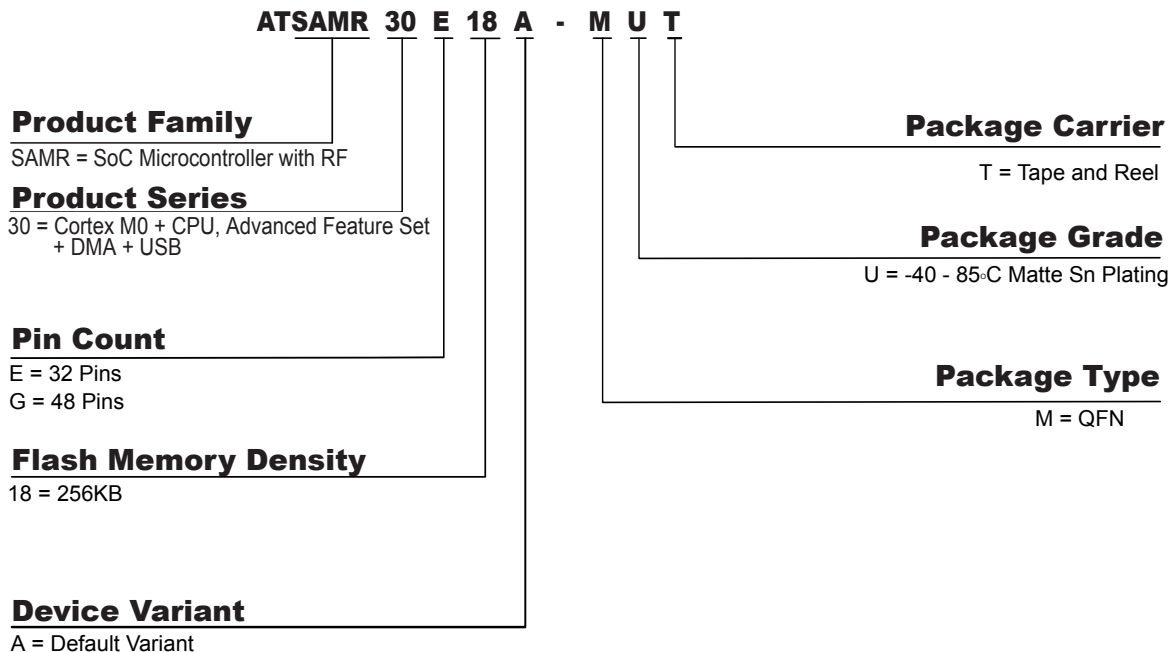 ATSAMR 30 E 18 A - M U T
Product Family
SAMR = SoC Microcontroller with RF
Product Series
30 = Cortex M0 + CPU, Advanced Feature Set
+ DMA + USB
Pin Count
E = 32 Pins
G = 48 Pins
Flash Memory Density
18 = 256KB
Device Variant
A = Default Variant
Package Carrier
T = Tape and Reel
Package Grade
U = -40 - 85◦C Matte Sn Plating
Package Type
M = QFN